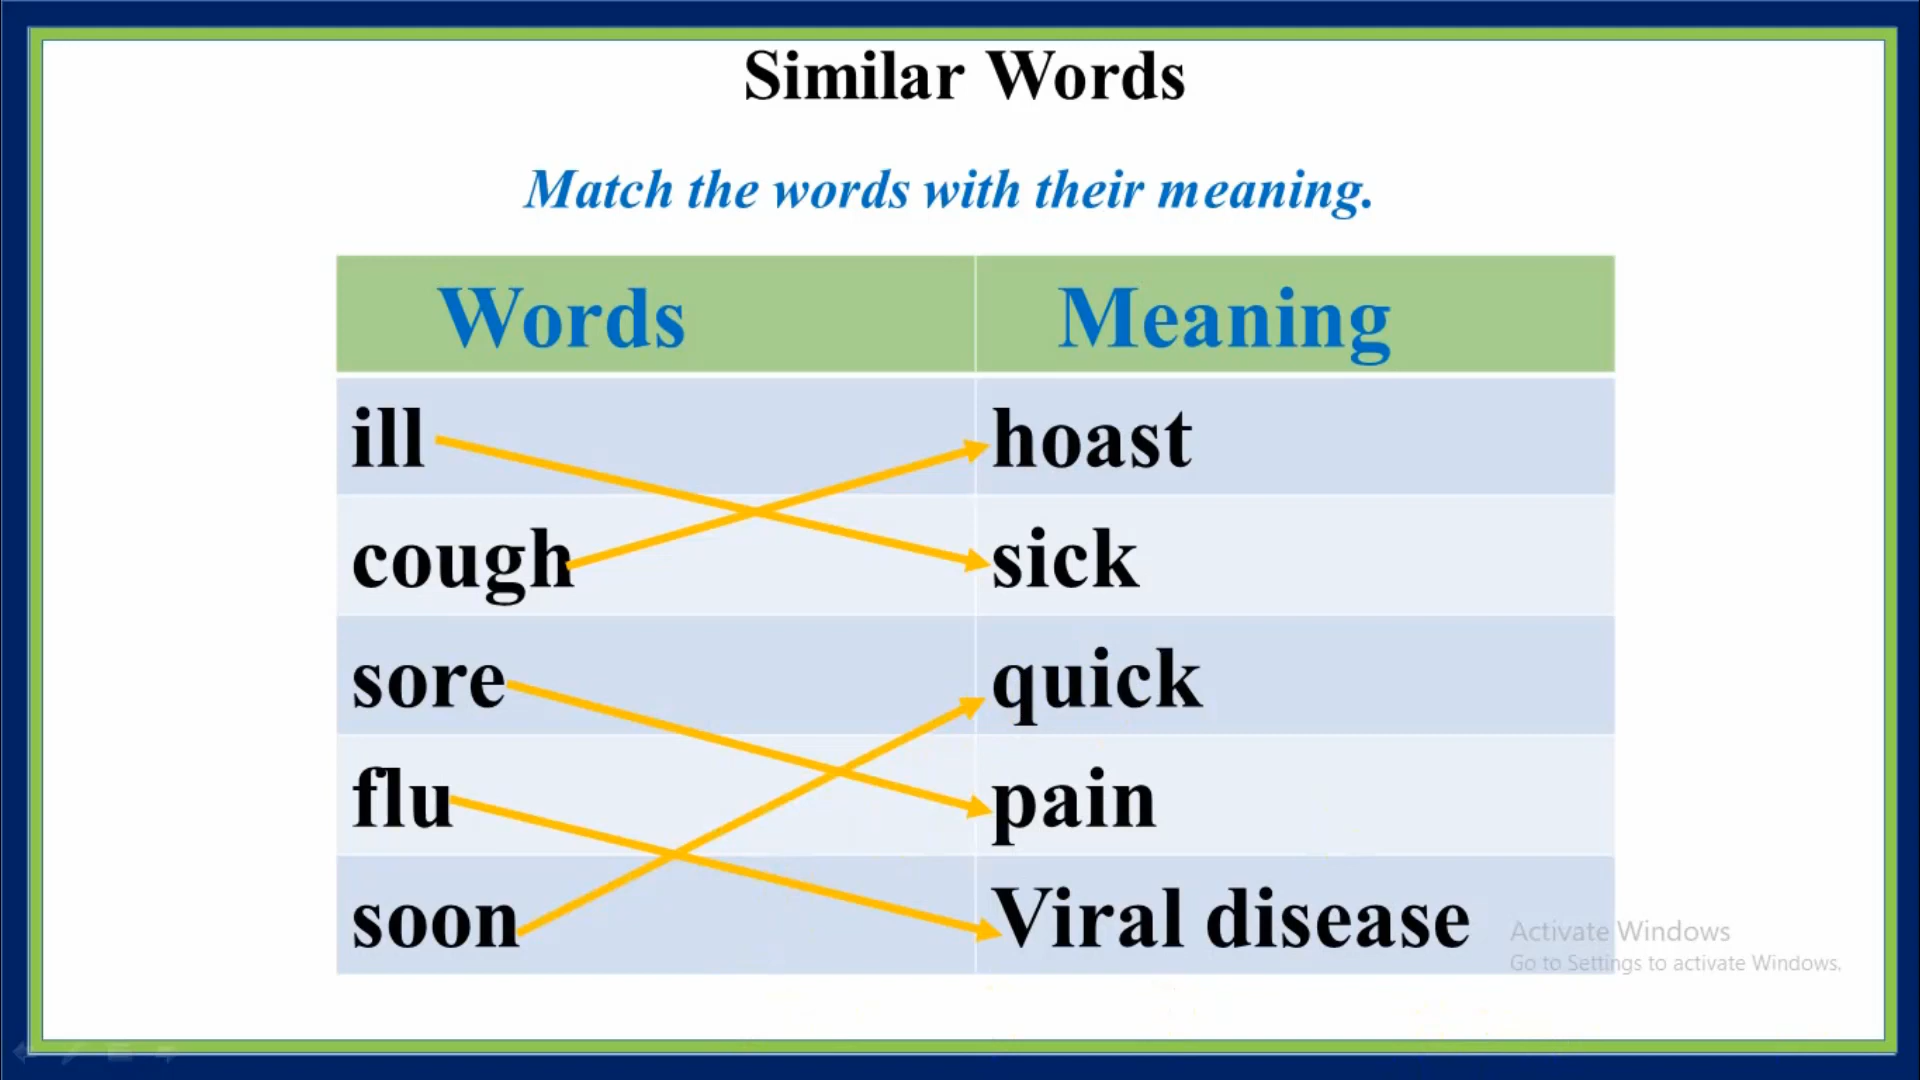 Similar Words
Match the words with their meaning.
Words Meaning
ill hoast
cough sick
sore quick
flu pain
soon Viral disease
Activate Windows
Go to Settings to activate Windows.